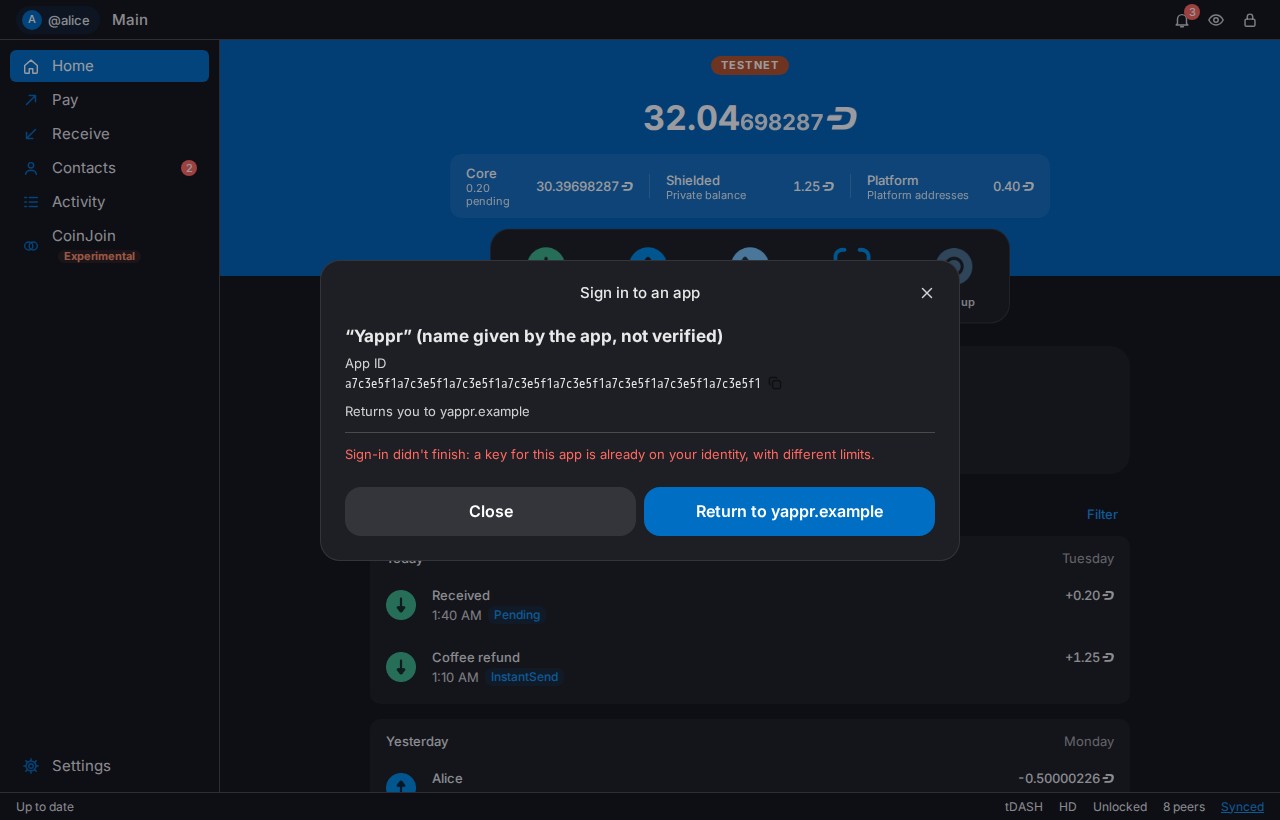 A @alice Main 3
Home
Pay
Receive
Contacts 2
Activity
CoinJoin
Experimental
Settings
TESTNET
32.04698287
Core
0.20
pending
30.39698287
Shielded
Private balance
1.25
Platform
Platform addresses
0.40
up
Sign in to an app
“Yappr” (name given by the app, not verified)
App ID
a7c3e5f1a7c3e5f1a7c3e5f1a7c3e5f1a7c3e5f1a7c3e5f1a7c3e5f1a7c3e5f1
Returns you to yappr.example
Sign-in didn't finish: a key for this app is already on your identity, with different limits.
Close Return to yappr.example
Filter
Today Tuesday
Received +0.20
1:40 AM Pending
Coffee refund +1.25
1:10 AM InstantSend
Yesterday Monday
Alice -0.50000226
Up to date tDASH HD Unlocked 8 peers Synced